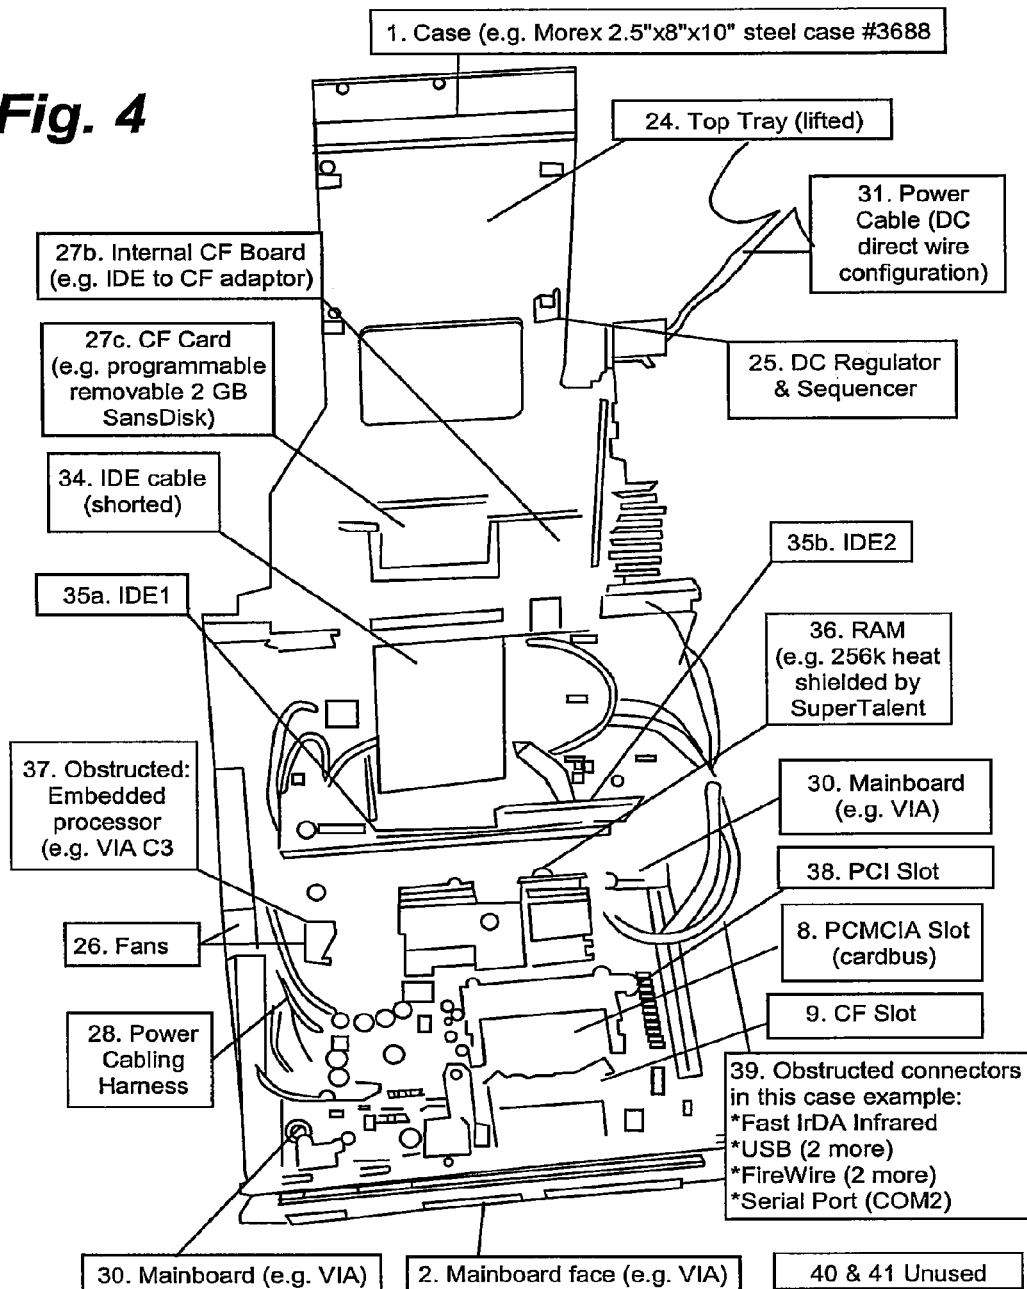 1. Case (e.g. Morex 2.5"x8"x10" steel case #3688
Fig. 4
24. Top Tray (lifted)
31. Power
Cable (DC
direct wire
configuration)
27b. Internal CF Board
(e.g. IDE to CF adaptor)
27c. CF Card
(e.g. programmable
removable 2 GB
SansDisk)
25. DC Regulator
& Sequencer
34. IDE cable
(shorted)
35b. IDE2
35a. IDE1
36. RAM
(e.g. 256k heat
shielded by
SuperTalent
37. Obstructed:
Embedded
processor
(e.g. VIA C3
30. Mainboard
(e.g. VIA)
38. PCI Slot
26. Fans
8. PCMCIA Slot
(cardbus)
9. CF Slot
28. Power
Cabling
Harness
39. Obstructed connectors
in this case example:
*Fast IrDA Infrared
*USB (2 more)
*FireWire (2 more)
*Serial Port (COM2)
30. Mainboard (e.g. VIA)
2. Mainboard face (e.g. VIA)
40 & 41 Unused